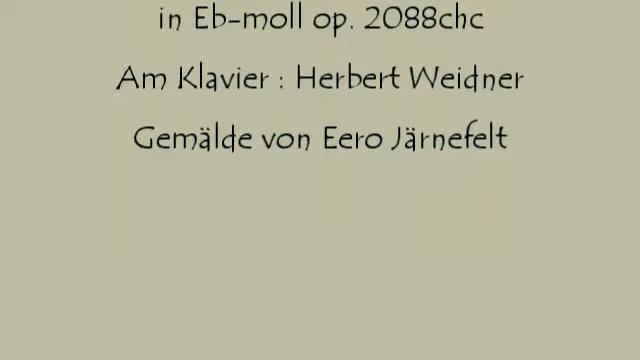 in Eb-moll op. 2088chc
Am Klavier : Herbert Weidner
Gemälde von Eero Järnefelt